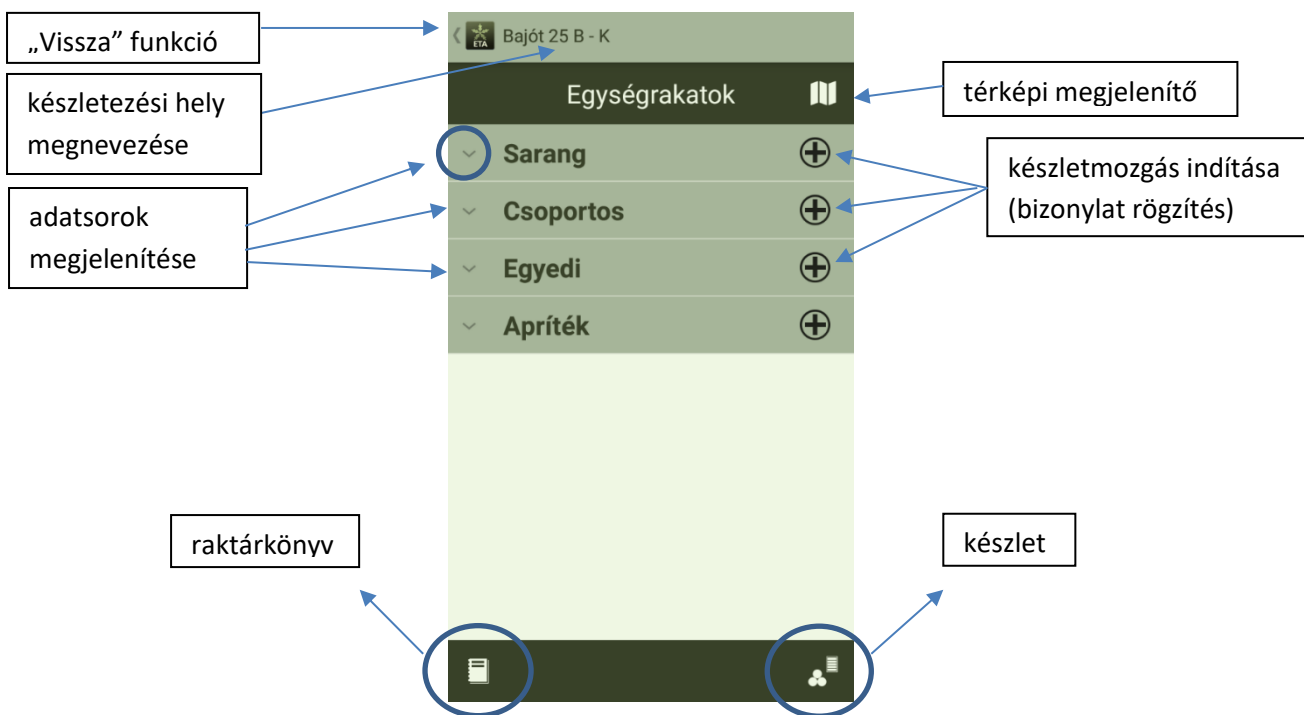 „Vissza” funkció
ETA
Bajót 25 B - K
készletezési hely
megnevezése
Egységrakatok
térképi megjelenítő
Sarang
készletmozgás indítása
(bizonylat rögzítés)
adatsorok
megjelenítése
Csoportos
Egyedi
Apríték
raktárkönyv
készlet